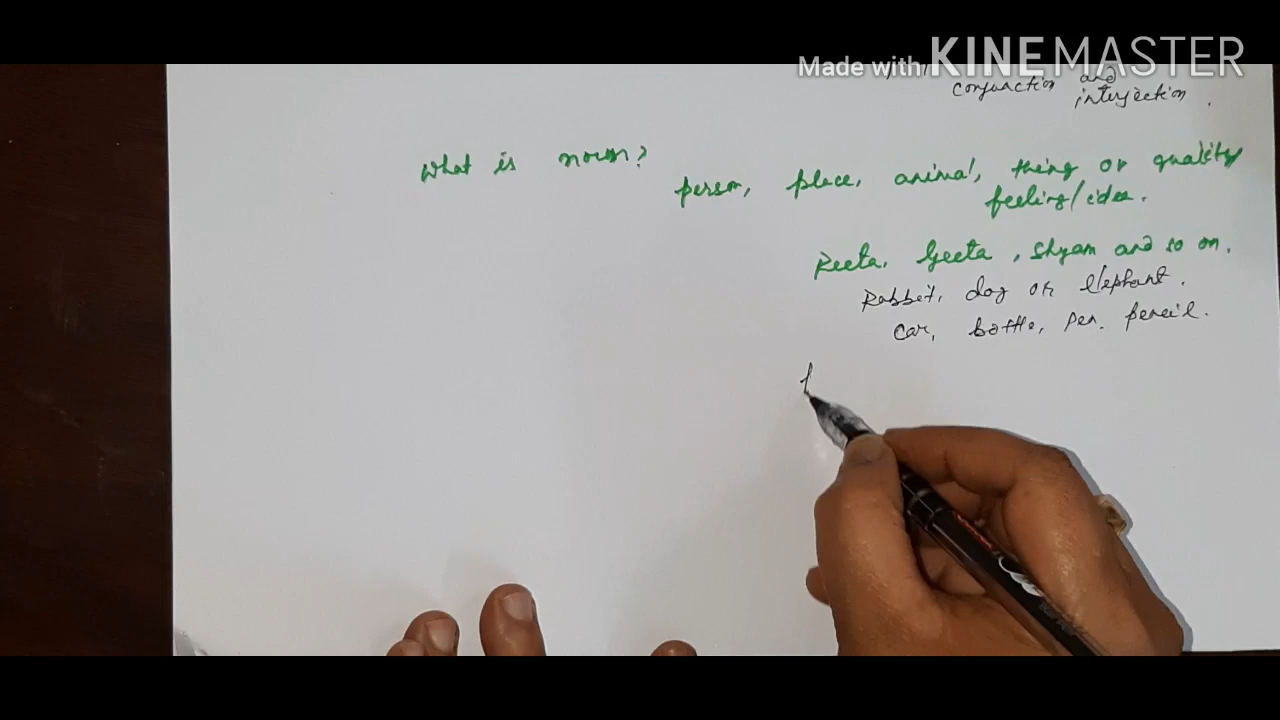 Made with KINEMASTER
conjunction and
interjection.
What is noun?
person, place, animal, thing or quality
feeling/idea.
Reeta, Geeta, Shyam and so on.
Rabbit, dog or elephant.
Car, bottle, pen. pencil.